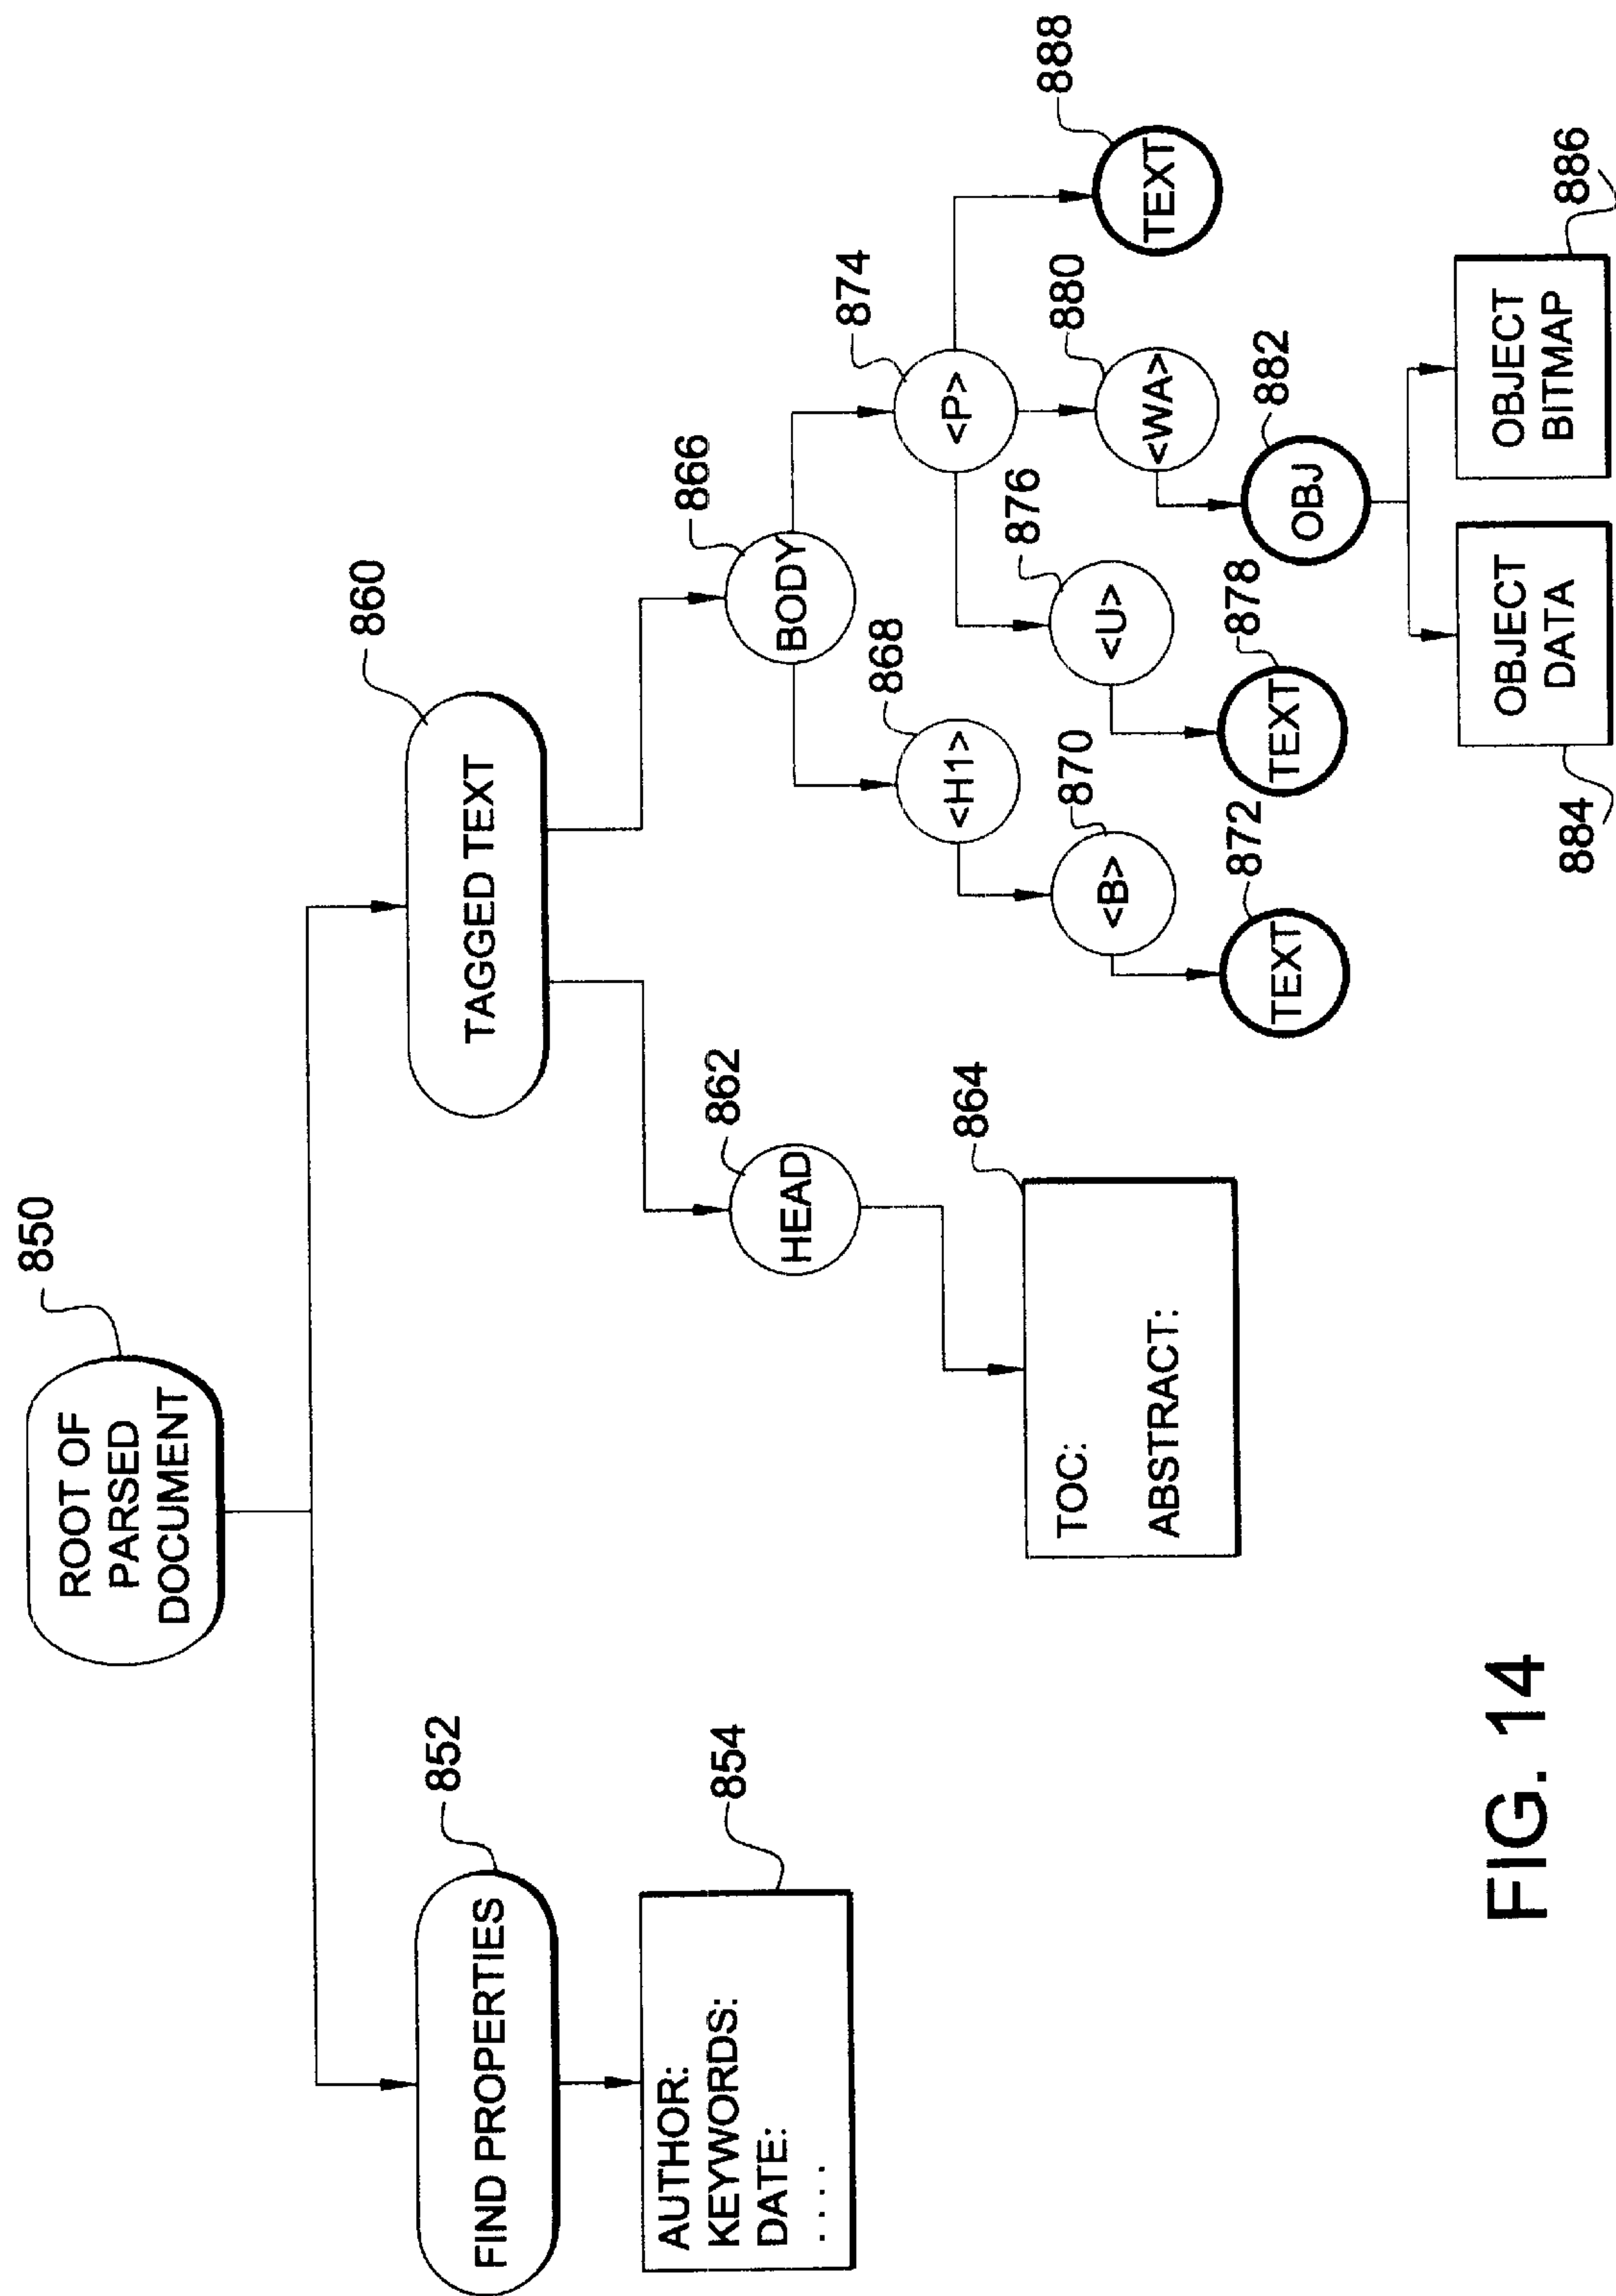 850
ROOT OF
PARSED
DOCUMENT
852
FIND PROPERTIES
854
AUTHOR:
KEYWORDS:
DATE:
. . . .
860
TAGGED TEXT
862
HEAD
864
TOC:
ABSTRACT:
866
BODY
868
<H1>
870
<B>
872
TEXT
874
<P>
876
<U>
878
TEXT
880
<WA>
882
OBJ
884
OBJECT
DATA
886
OBJECT
BITMAP
888
TEXT
FIG. 14